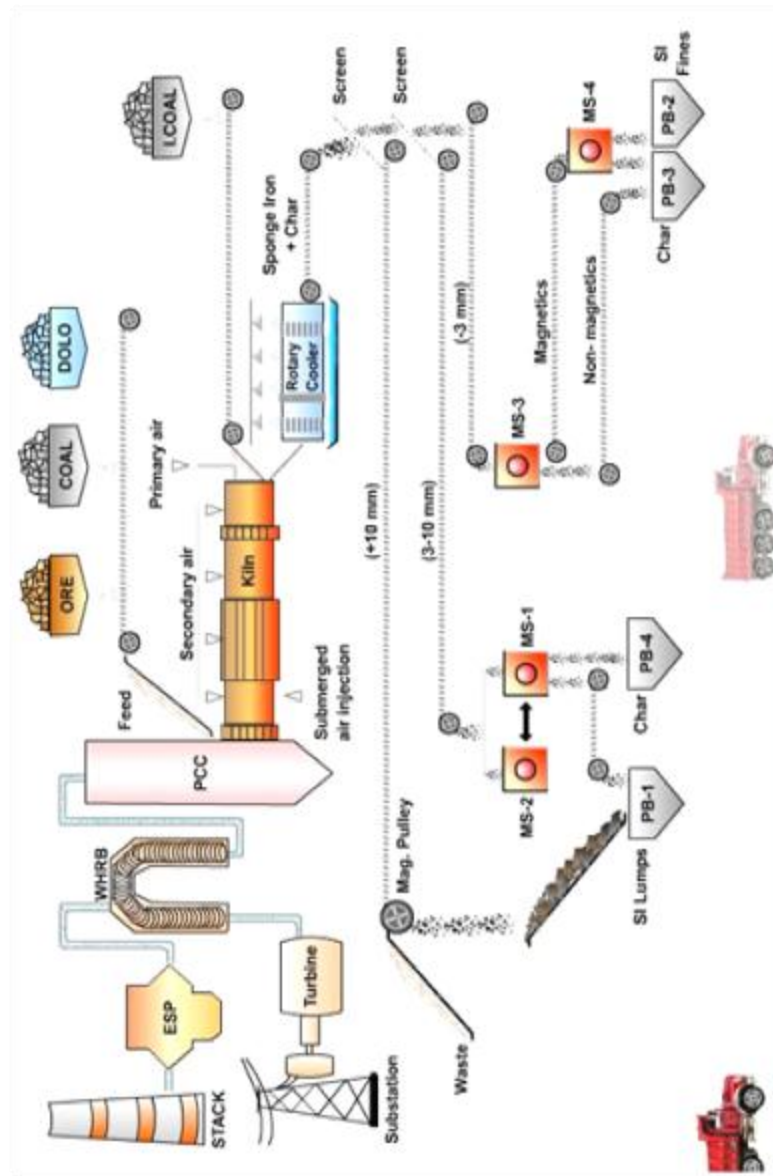 ORE
COAL
DOLO
LCOAL
STACK
ESP
WHRB
PCC
Feed
Secondary air
Primary air
Kiln
Submerged
air injection
Rotary
Cooler
Sponge Iron
+ Char
Screen
Screen
Turbine
Substation
Mag. Pulley
Waste
(+10 mm)
(3-10 mm)
(-3 mm)
MS-2
MS-1
MS-3
Magnetics
Non- magnetics
MS-4
SI Lumps
PB-1
Char
PB-4
Char
PB-3
PB-2
SI
Fines